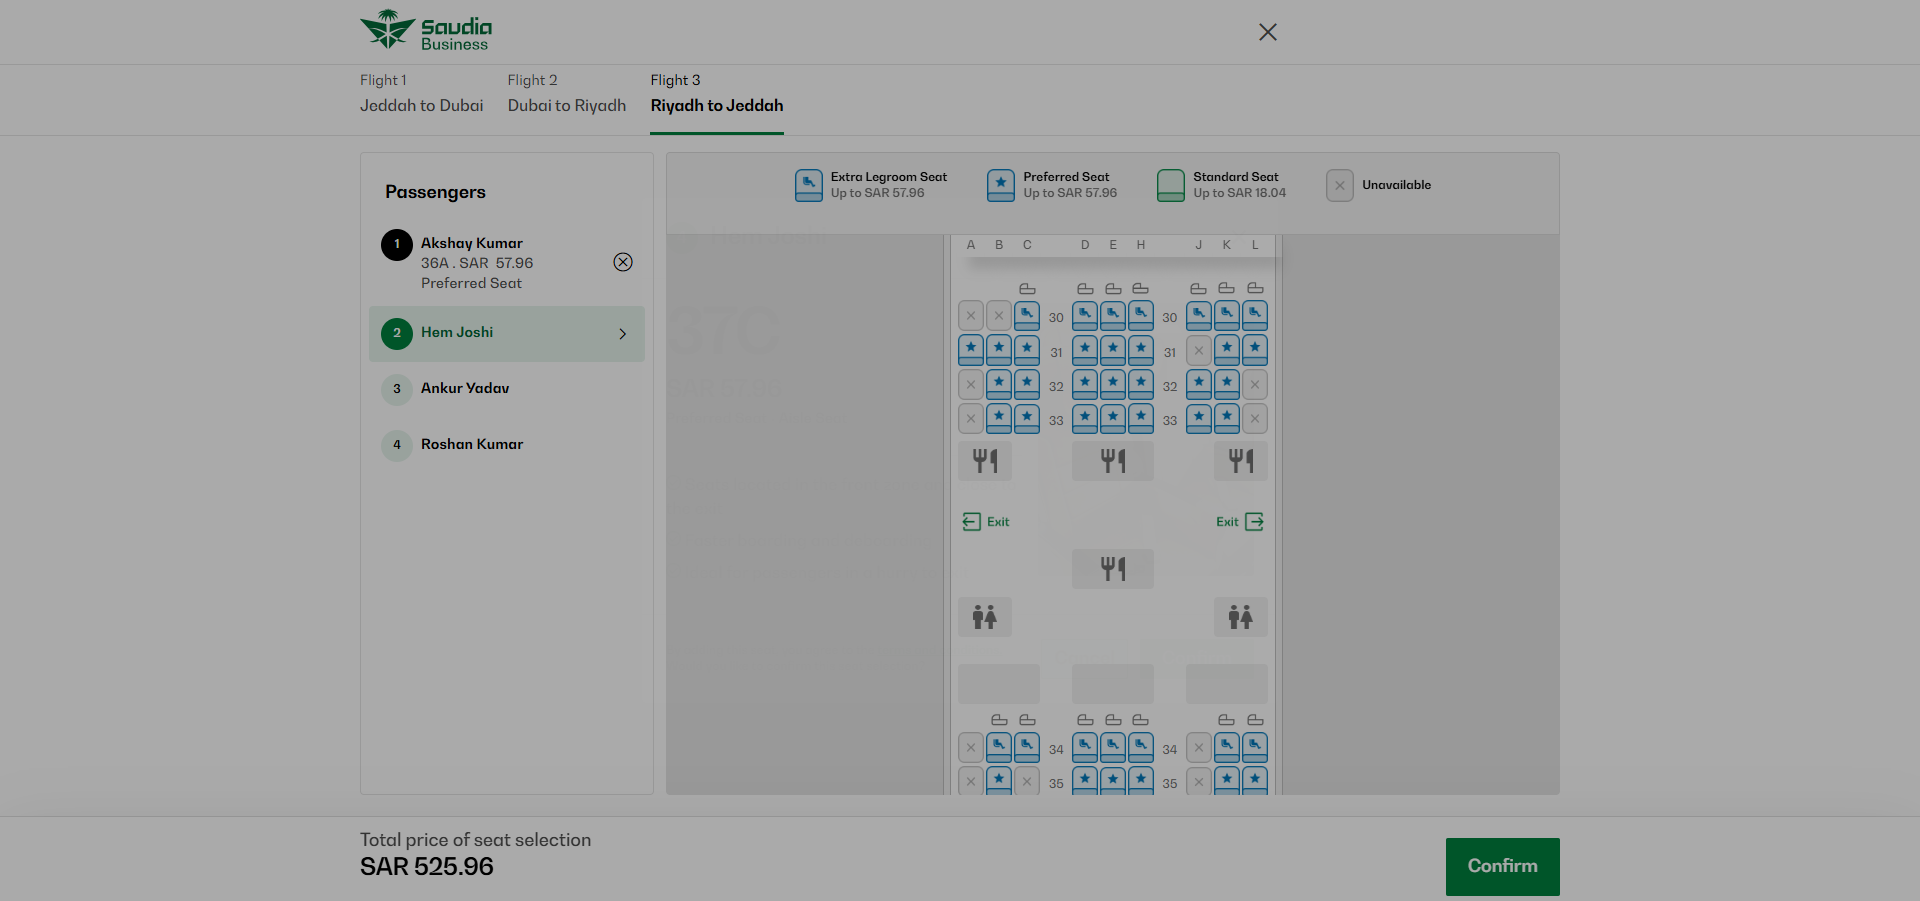 Saudia
Business
Flight 1
Jeddah to Dubai
Flight 2
Dubai to Riyadh
Flight 3
Riyadh to Jeddah
Passengers
1
Akshay Kumar
36A . SAR 57.96
Preferred Seat
2
Hem Joshi
3
Ankur Yadav
4
Roshan Kumar
Extra Legroom Seat
Up to SAR 57.96
Preferred Seat
Up to SAR 57.96
Standard Seat
Up to SAR 18.04
Unavailable
Hem Joshi
37C
A B C D E H J K L
30 30
31 31
32 32
33 33
Exit Exit
34 34
35 35
Total price of seat selection
SAR 525.96
Confirm